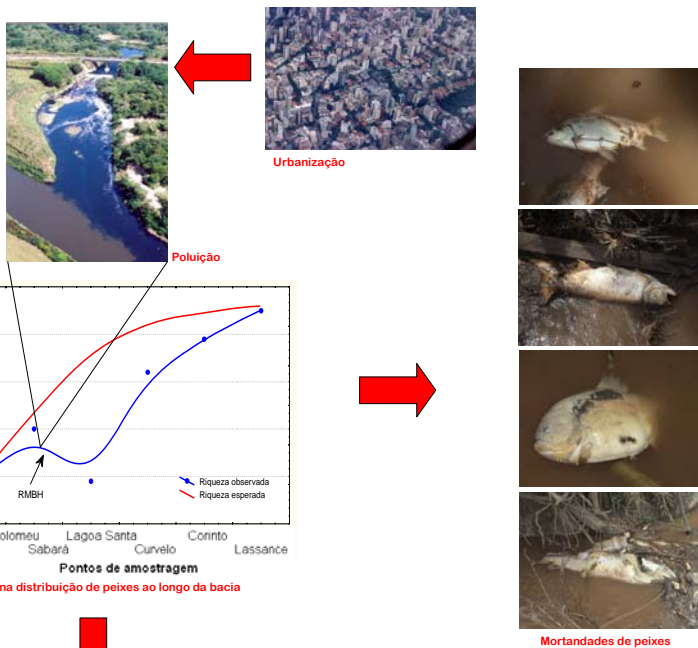 Urbanização
Poluição
Riqueza observada
Riqueza esperada
RMBH
olomeu
Lagoa Santa
Corinto
Sabará
Curvelo
Lassance
Pontos de amostragem
na distribuição de peixes ao longo da bacia
Mortandades de peixes